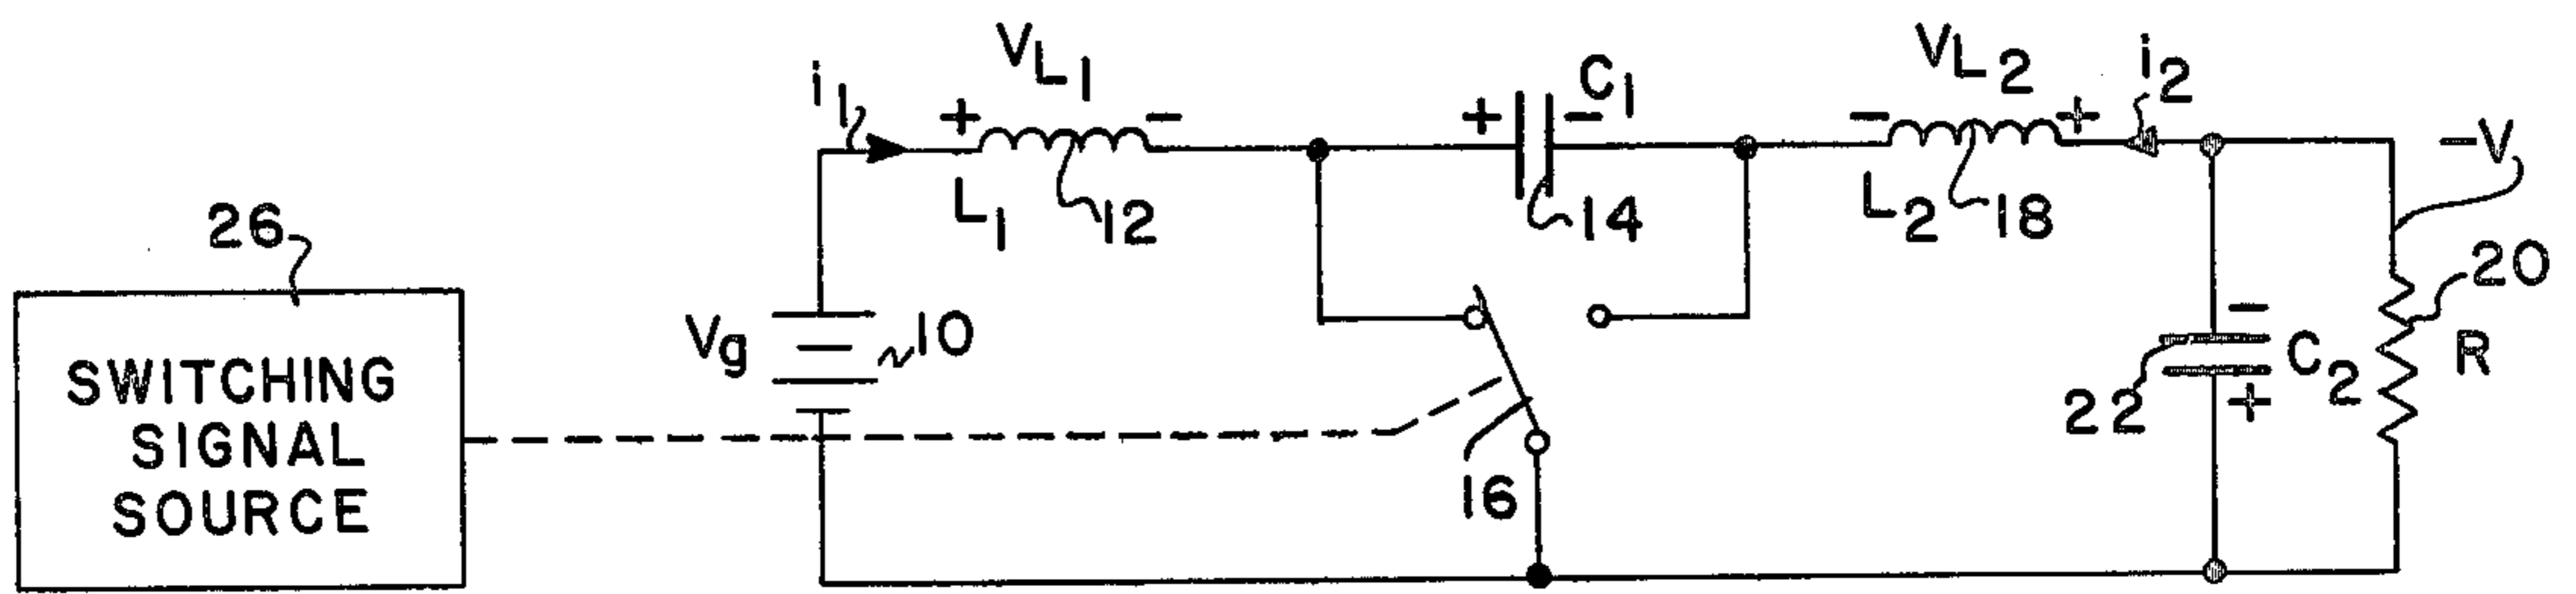 26
SWITCHING
SIGNAL
SOURCE
Vg
10
i1
+ VL1 -
L1
12
+ - C1
14
16
- VL2 +
L2
18
i2
-V
20
R
-
C2
+
22